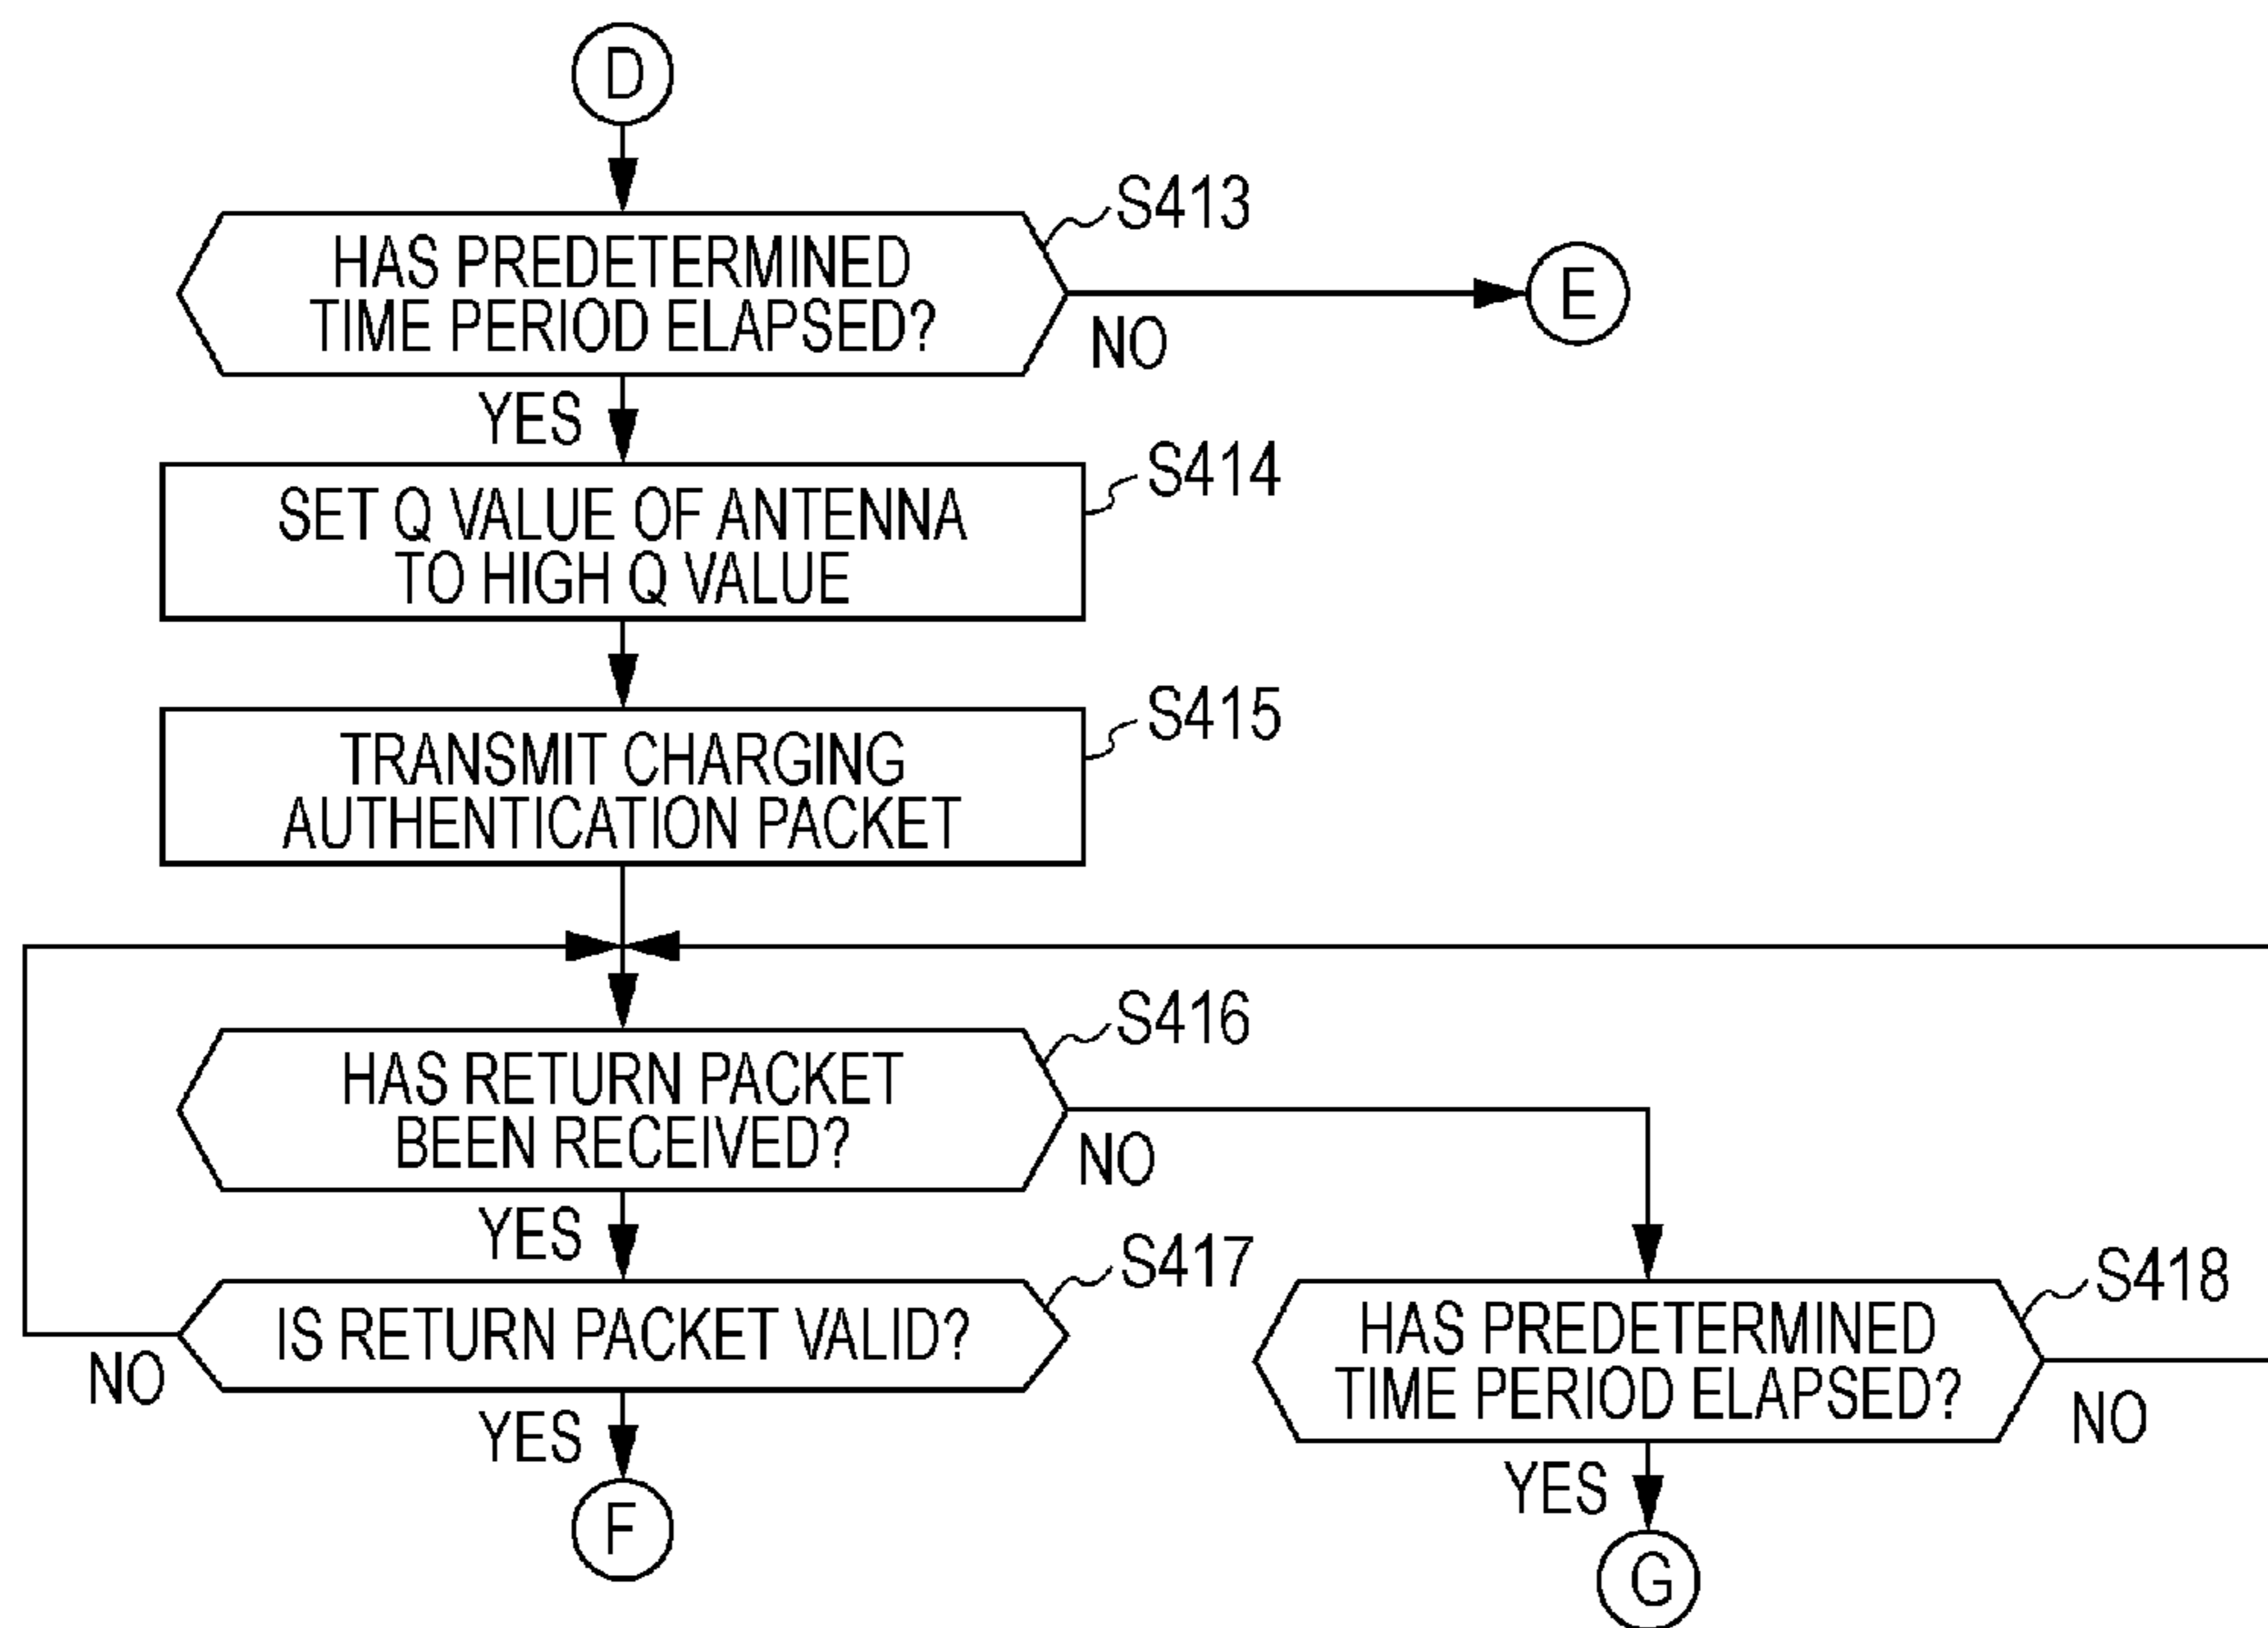 D
S413
HAS PREDETERMINED
TIME PERIOD ELAPSED?
NO
E
YES
S414
SET Q VALUE OF ANTENNA
TO HIGH Q VALUE
S415
TRANSMIT CHARGING
AUTHENTICATION PACKET
S416
HAS RETURN PACKET
BEEN RECEIVED?
NO
YES
S417
IS RETURN PACKET VALID?
NO
YES
F
S418
HAS PREDETERMINED
TIME PERIOD ELAPSED?
NO
YES
G